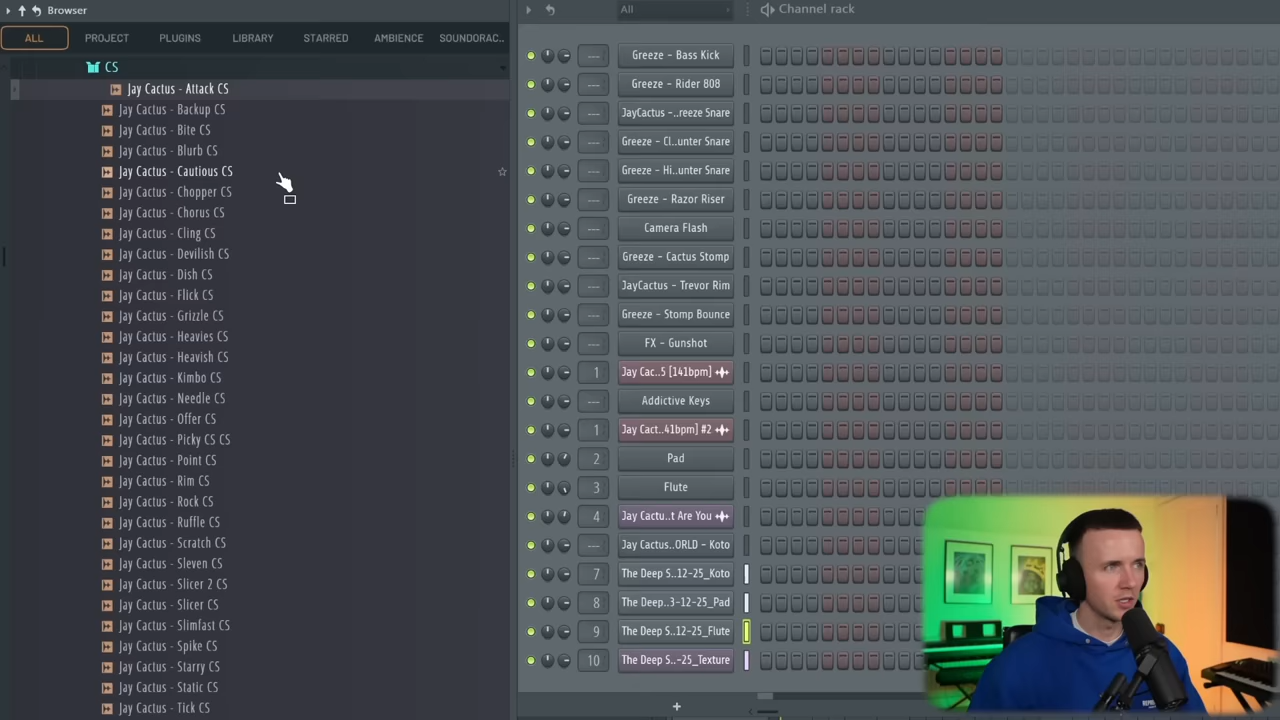 Browser
ALL PROJECT PLUGINS LIBRARY STARRED AMBIENCE SOUNDORAC..
CS
Jay Cactus - Attack CS
Jay Cactus - Backup CS
Jay Cactus - Bite CS
Jay Cactus - Blurb CS
Jay Cactus - Cautious CS
Jay Cactus - Chopper CS
Jay Cactus - Chorus CS
Jay Cactus - Cling CS
Jay Cactus - Devilish CS
Jay Cactus - Dish CS
Jay Cactus - Flick CS
Jay Cactus - Grizzle CS
Jay Cactus - Heavies CS
Jay Cactus - Heavish CS
Jay Cactus - Kimbo CS
Jay Cactus - Needle CS
Jay Cactus - Offer CS
Jay Cactus - Picky CS CS
Jay Cactus - Point CS
Jay Cactus - Rim CS
Jay Cactus - Rock CS
Jay Cactus - Ruffle CS
Jay Cactus - Scratch CS
Jay Cactus - Sleven CS
Jay Cactus - Slicer 2 CS
Jay Cactus - Slicer CS
Jay Cactus - Slimfast CS
Jay Cactus - Spike CS
Jay Cactus - Starry CS
Jay Cactus - Static CS
Jay Cactus - Tick CS
All
Channel rack
--- Greeze - Bass Kick
--- Greeze - Rider 808
--- JayCactus -..reeze Snare
--- Greeze - Cl..unter Snare
--- Greeze - Hi..unter Snare
--- Greeze - Razor Riser
--- Camera Flash
--- Greeze - Cactus Stomp
--- JayCactus - Trevor Rim
--- Greeze - Stomp Bounce
--- FX - Gunshot
1 Jay Cac..5 [141bpm]
--- Addictive Keys
1 Jay Cact..41bpm] #2
2 Pad
3 Flute
4 Jay Cactu..t Are You
--- Jay Cactus..ORLD - Koto
7 The Deep S..12-25_Koto
8 The Deep..3-12-25_Pad
9 The Deep S..12-25_Flute
10 The Deep S..-25_Texture
+